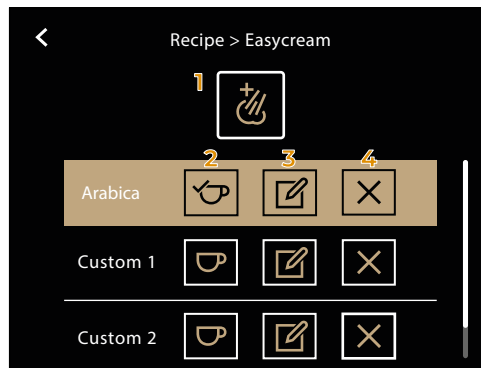 Recipe > Easycream
1
2 3 4
Arabica
Custom 1
Custom 2